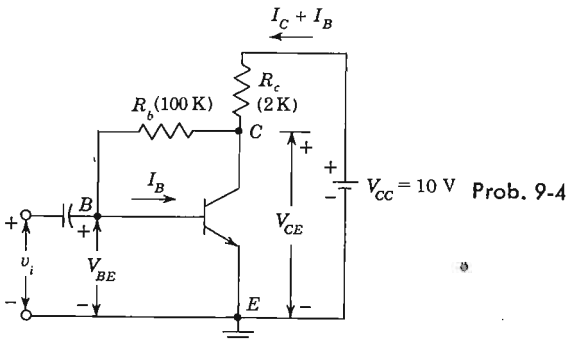 I_C + I_B
R_c
(2 K)
R_b (100 K)
C
+
I_B
+
V_CC = 10 V Prob. 9-4
-
B
+
+
V_CE
v_i
V_BE
-
-
E
-